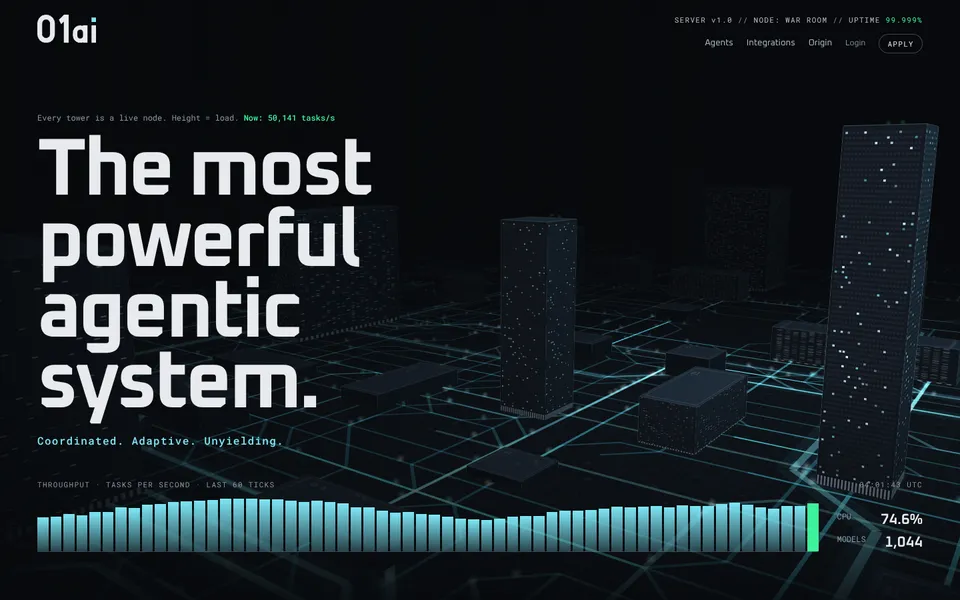 01ai
SERVER v1.0 // NODE: WAR ROOM // UPTIME 99.999%
Agents Integrations Origin Login APPLY
Every tower is a live node. Height = load. Now: 50,141 tasks/s
The most
powerful
agentic
system.
Coordinated. Adaptive. Unyielding.
THROUGHPUT · TASKS PER SECOND · LAST 60 TICKS
:01:43 UTC
CPU 74.6%
MODELS 1,044